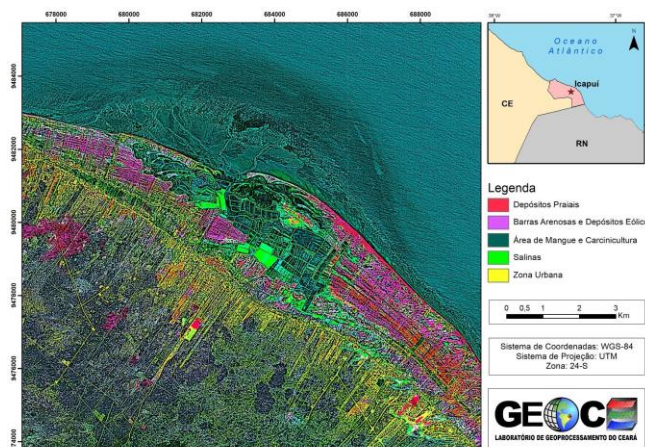 678000 680000 682000 684000 686000 688000
9484000
9482000
9480000
9478000
9476000
74000
38°W 37°W
Oceano
Atlântico
N
Icapuí
CE
RN
Legenda
Depósitos Praiais
Barras Arenosas e Depósitos Eólic
Área de Mangue e Carcinicultura
Salinas
Zona Urbana
0 0,5 1 2 3
Km
Sistema de Coordenadas: WGS-84
Sistema de Projeção: UTM
Zona: 24-S
GEOCE
LABORATÓRIO DE GEOPROCESSAMENTO DO CEARÁ